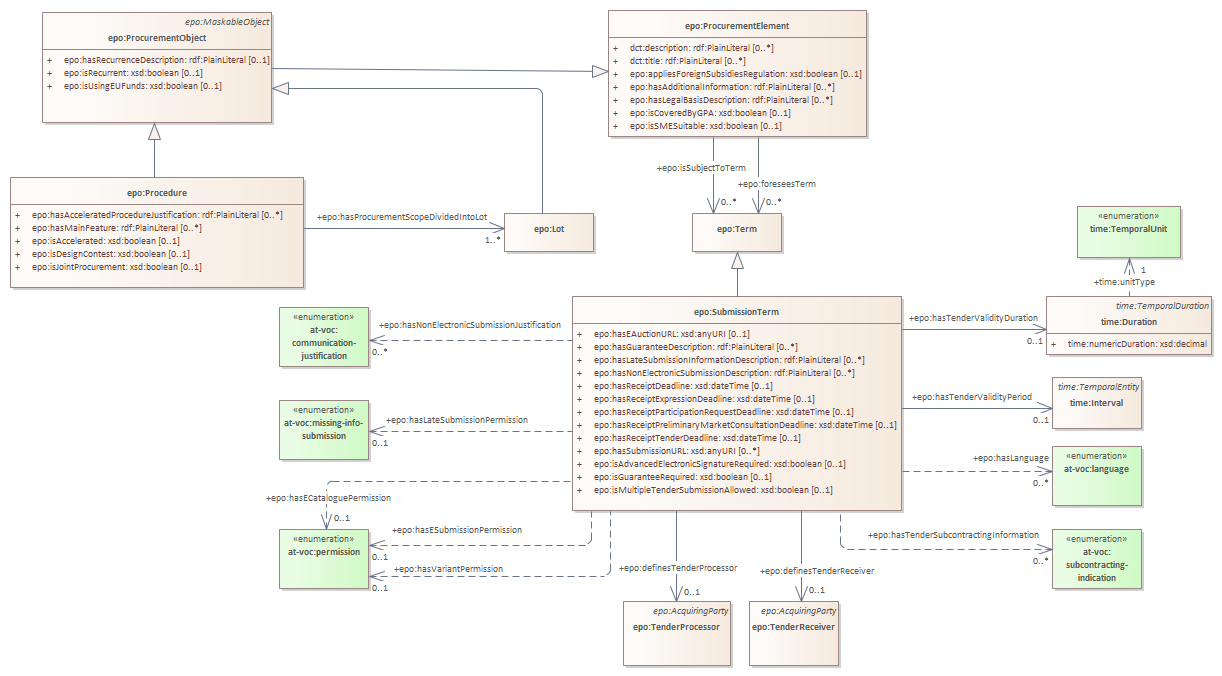 epo:MaskableObject
epo:ProcurementObject
+ epo:hasRecurrenceDescription: rdf:PlainLiteral [0..1]
+ epo:isRecurrent: xsd:boolean [0..1]
+ epo:isUsingEUFunds: xsd:boolean [0..1]
epo:ProcurementElement
+ dct:description: rdf:PlainLiteral [0..*]
+ dct:title: rdf:PlainLiteral [0..*]
+ epo:appliesForeignSubsidiesRegulation: xsd:boolean [0..1]
+ epo:hasAdditionalInformation: rdf:PlainLiteral [0..*]
+ epo:hasLegalBasisDescription: rdf:PlainLiteral [0..*]
+ epo:isCoveredByGPA: xsd:boolean [0..1]
+ epo:isSMESuitable: xsd:boolean [0..1]
+epo:isSubjectToTerm
+epo:foreseesTerm
0..*
0..*
epo:Procedure
+ epo:hasAcceleratedProcedureJustification: rdf:PlainLiteral [0..*]
+ epo:hasMainFeature: rdf:PlainLiteral [0..*]
+ epo:isAccelerated: xsd:boolean [0..1]
+ epo:isDesignContest: xsd:boolean [0..1]
+ epo:isJointProcurement: xsd:boolean [0..1]
+epo:hasProcurementScopeDividedIntoLot
1..*
epo:Lot
epo:Term
«enumeration»
time:TemporalUnit
1
+time:unitType
time:TemporalDuration
time:Duration
+ time:numericDuration: xsd:decimal
epo:SubmissionTerm
+ epo:hasEAuctionURL: xsd:anyURI [0..1]
+ epo:hasGuaranteeDescription: rdf:PlainLiteral [0..*]
+ epo:hasLateSubmissionInformationDescription: rdf:PlainLiteral [0..*]
+ epo:hasNonElectronicSubmissionDescription: rdf:PlainLiteral [0..*]
+ epo:hasReceiptDeadline: xsd:dateTime [0..1]
+ epo:hasReceiptExpressionDeadline: xsd:dateTime [0..1]
+ epo:hasReceiptParticipationRequestDeadline: xsd:dateTime [0..1]
+ epo:hasReceiptPreliminaryMarketConsultationDeadline: xsd:dateTime [0..1]
+ epo:hasReceiptTenderDeadline: xsd:dateTime [0..1]
+ epo:hasSubmissionURL: xsd:anyURI [0..*]
+ epo:isAdvancedElectronicSignatureRequired: xsd:boolean [0..1]
+ epo:isGuaranteeRequired: xsd:boolean [0..1]
+ epo:isMultipleTenderSubmissionAllowed: xsd:boolean [0..1]
+epo:hasTenderValidityDuration
0..1
+epo:hasTenderValidityPeriod
0..1
time:TemporalEntity
time:Interval
+epo:hasLanguage
0..*
«enumeration»
at-voc:language
+epo:hasTenderSubcontractingInformation
0..*
«enumeration»
at-voc:
subcontracting-
indication
«enumeration»
at-voc:
communication-
justification
+epo:hasNonElectronicSubmissionJustification
0..*
«enumeration»
at-voc:missing-info-
submission
+epo:hasLateSubmissionPermission
0..1
+epo:hasECataloguePermission
0..1
«enumeration»
at-voc:permission
+epo:hasESubmissionPermission
0..1
+epo:hasVariantPermission
0..1
+epo:definesTenderProcessor
0..1
+epo:definesTenderReceiver
0..1
epo:AcquiringParty
epo:TenderProcessor
epo:AcquiringParty
epo:TenderReceiver